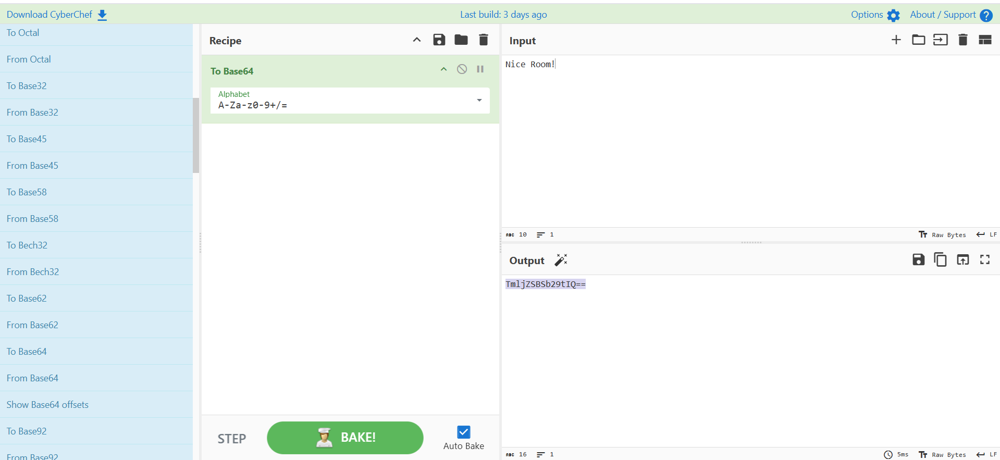 Download CyberChef
Last build: 3 days ago
Options
About / Support
?
To Octal
From Octal
To Base32
From Base32
To Base45
From Base45
To Base58
From Base58
To Bech32
From Bech32
To Base62
From Base62
To Base64
From Base64
Show Base64 offsets
To Base92
From Base92
Recipe
To Base64
Alphabet
A-Za-z0-9+/=
STEP
BAKE!
Auto Bake
Input
Nice Room!
ABC 10
1
Tt Raw Bytes
LF
Output
TmljZSBSb29tIQ==
ABC 16
1
5ms
Tt Raw Bytes
LF